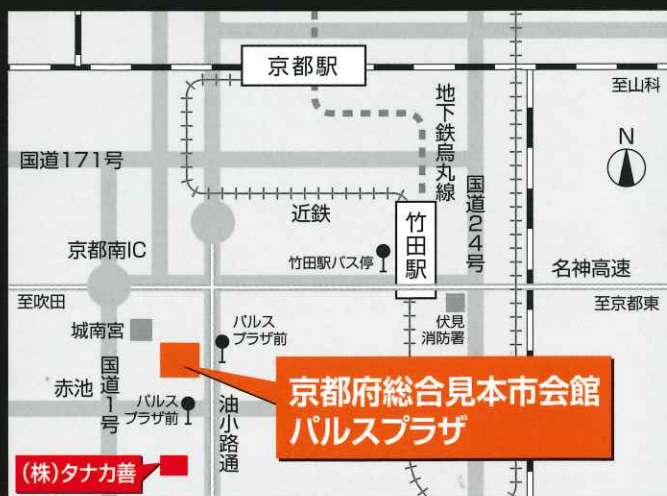 京都駅
至山科
地下鉄烏丸線
N
国道171号
国道24号
近鉄
竹田駅
京都南IC
竹田駅バス停
名神高速
至吹田
至京都東
城南宮
パルス
プラザ前
伏見
消防署
京都府総合見本市会館
パルスプラザ
赤池
国道1号
パルス
プラザ前
油小路通
(株)タナカ善